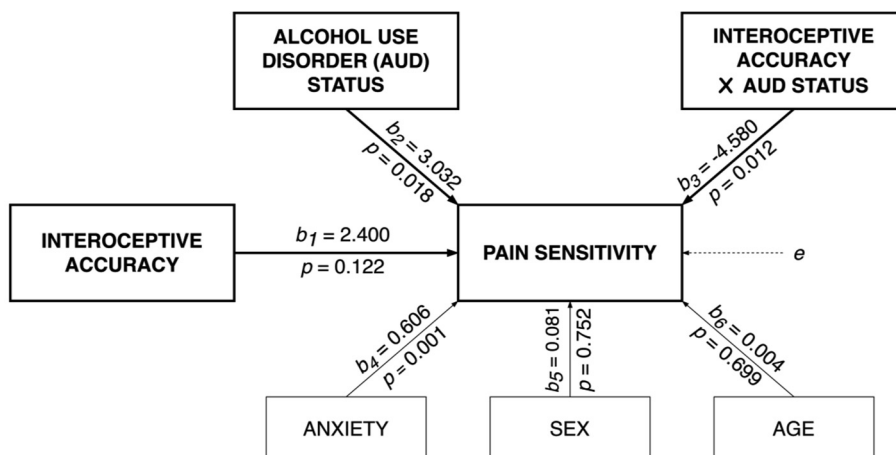 ALCOHOL USE
DISORDER (AUD)
STATUS
INTEROCEPTIVE
ACCURACY
X AUD STATUS
b2 = 3.032
p = 0.018
b3 = -4.580
p = 0.012
INTEROCEPTIVE
ACCURACY
b1 = 2.400
p = 0.122
PAIN SENSITIVITY
e
b4 = 0.606
p = 0.001
b5 = 0.081
p = 0.752
b6 = 0.004
p = 0.699
ANXIETY
SEX
AGE